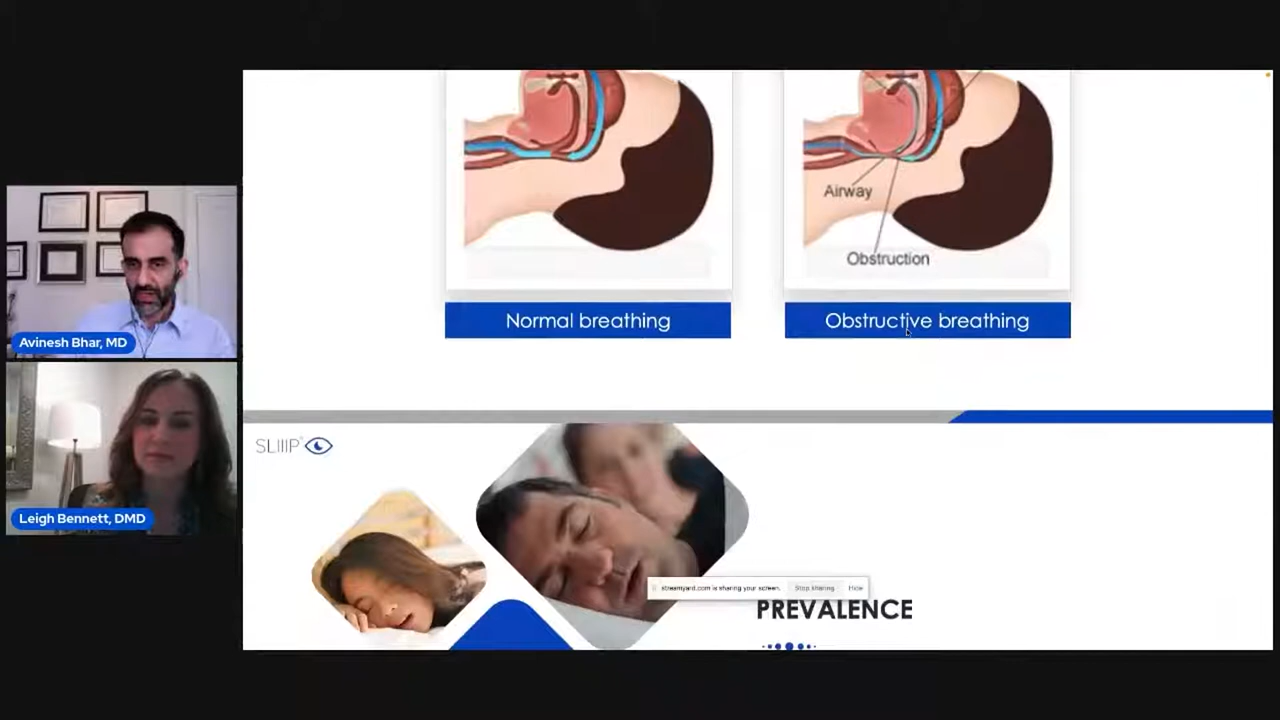 Airway
Obstruction
Normal breathing
Obstructive breathing
Avinesh Bhar, MD
SLIIIP
Leigh Bennett, DMD
streamyard.com is sharing your screen.
Stop sharing
Hide
PREVALENCE